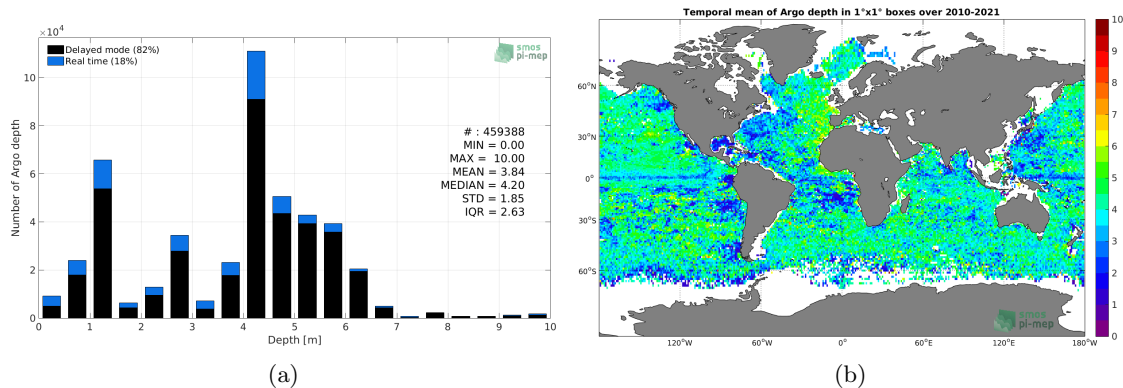 ×10⁴
Delayed mode (82%)
Real time (18%)
smos
pi-mep
# : 459388
MIN = 0.00
MAX = 10.00
MEAN = 3.84
MEDIAN = 4.20
STD = 1.85
IQR = 2.63
Number of Argo depth
10
8
6
4
2
0
0 1 2 3 4 5 6 7 8 9 10
Depth [m]
(a)
Temporal mean of Argo depth in 1°x1° boxes over 2010-2021
60°N
30°N
0°
30°S
60°S
120°W 60°W 0° 60°E 120°E 180°W
smos
pi-mep
10
9
8
7
6
5
4
3
2
1
0
(b)